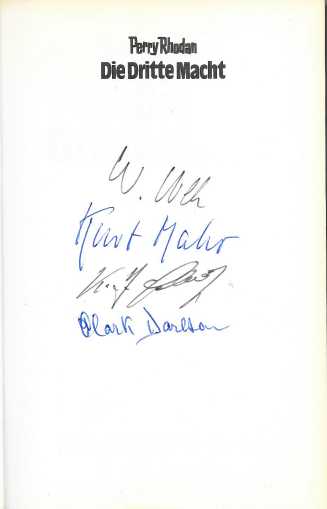 Perry Rhodan
Die Dritte Macht
W.
Kurt Mahr
Clark Darlton